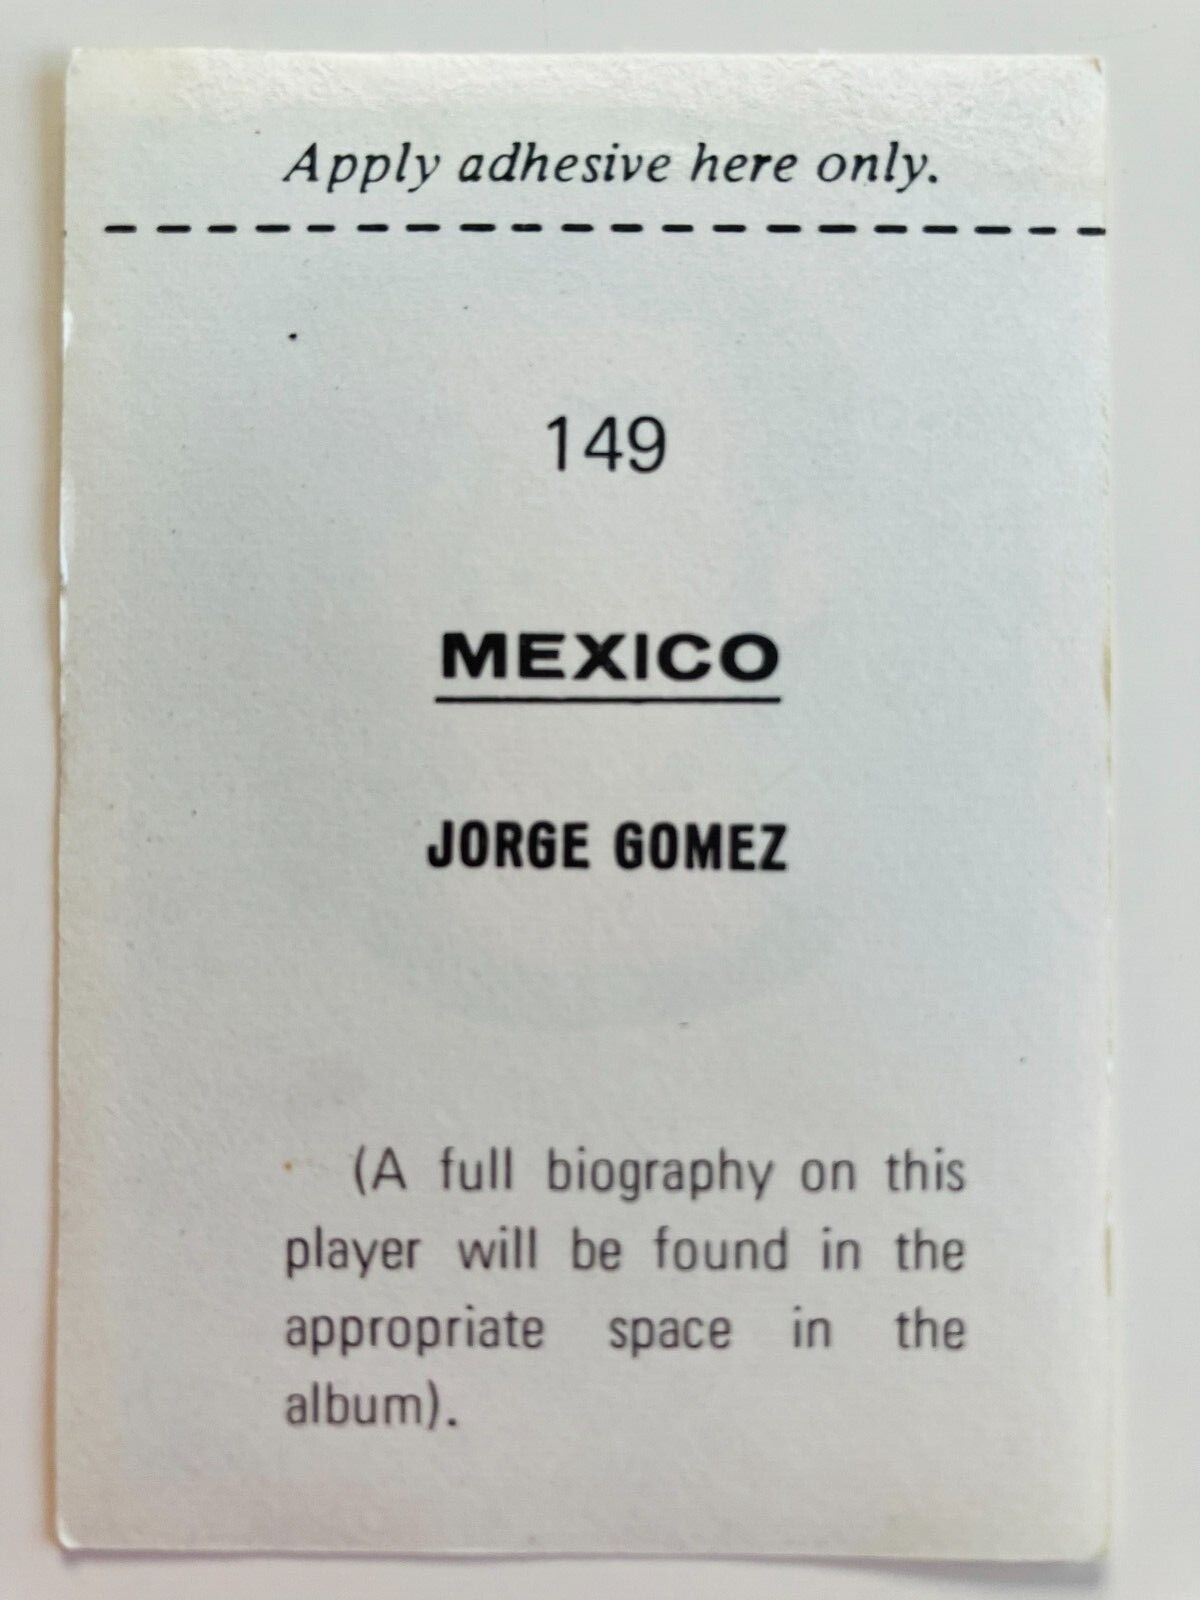 Apply adhesive here only.
149
MEXICO
JORGE GOMEZ
(A full biography on this
player will be found in the
appropriate space in the
album).